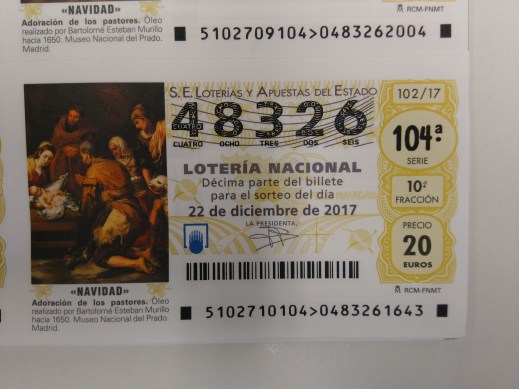 «NAVIDAD»
Adoración de los pastores. Óleo
realizado por Bartolomé Esteban Murillo
hacia 1650. Museo Nacional del Prado.
Madrid.
RCM-FNMT
5102709104>0483262004
S.E. LOTERÍAS Y APUESTAS DEL ESTADO
48326
CUATRO OCHO TRES DOS SEIS
LOTERÍA NACIONAL
Décima parte del billete
para el sorteo del día
22 de diciembre de 2017
LA PRESIDENTA,
102/17
104ª
SERIE
10ª
FRACCIÓN
PRECIO
20
EUROS
«NAVIDAD»
Adoración de los pastores. Óleo
realizado por Bartolomé Esteban Murillo
hacia 1650. Museo Nacional del Prado.
Madrid.
RCM-FNMT
5102710104>0483261643